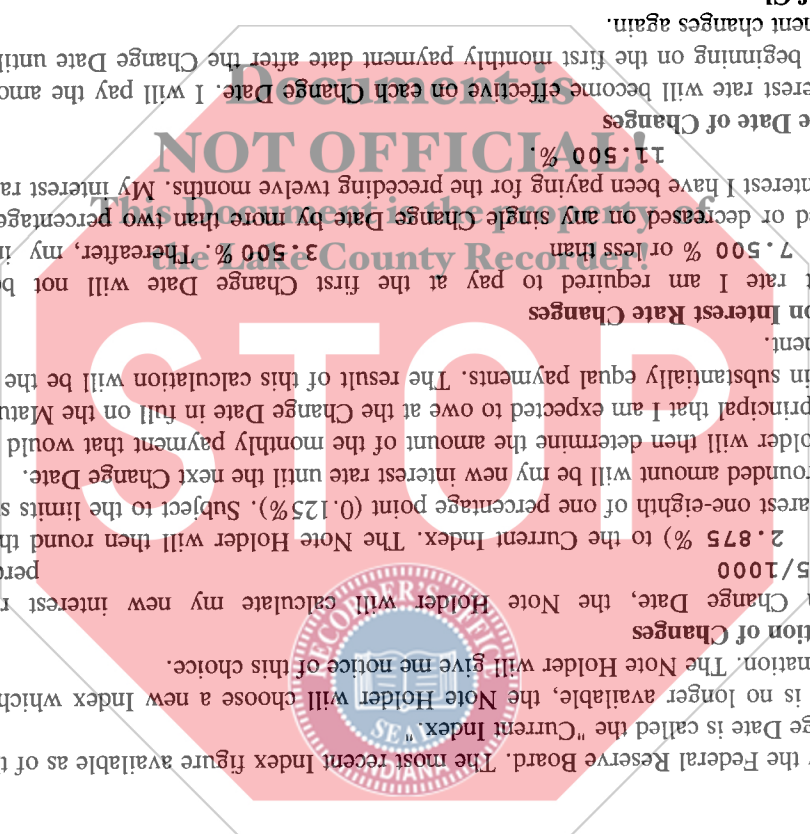 the Federal Reserve Board. The most recent Index figure available as of t
ge Date is called the "Current Index."
is no longer available, the Note Holder will choose a new Index which
nation. The Note Holder will give me notice of this choice.
tion of Changes
Change Date, the Note Holder will calculate my new interest r
5/1000 perc
2.875 %) to the Current Index. The Note Holder will then round th
arest one-eighth of one percentage point (0.125%). Subject to the limits s
rounded amount will be my new interest rate until the next Change Date.
older will then determine the amount of the monthly payment that would
principal that I am expected to owe at the Change Date in full on the Matu
in substantially equal payments. The result of this calculation will be the
ment.
on Interest Rate Changes
t rate I am required to pay at the first Change Date will not b
7.500 % or less than 3.500 %. Thereafter, my in
ed or decreased on any single Change Date by more than two percentage
nterest I have been paying for the preceding twelve months. My interest ra
11.500 %.
e Date of Changes
erest rate will become effective on each Change Date. I will pay the amo
beginning on the first monthly payment date after the Change Date until
ment changes again.
Document is
NOT OFFICIAL!
This Document is the property of
the Lake County Recorder!
STOP
RECORDER'S OFFICE
SEAL
INDIANA